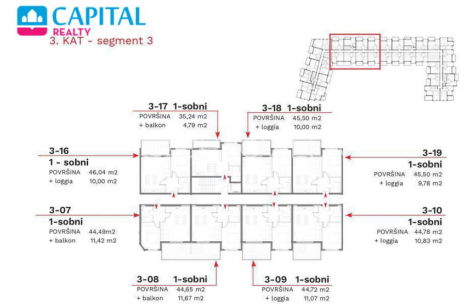 CAPITAL
REALTY
3. KAT - segment 3
3-17 1-sobni
POVRŠINA 35,24 m2
+ balkon 4,79 m2
3-18 1-sobni
POVRŠINA 45,50 m2
+ loggia 10,00 m2
3-16
1 - sobni
POVRŠINA 46,04 m2
+ loggia 10,00 m2
3-19
1-sobni
POVRŠINA 45,50 m2
+ loggia 9,78 m2
3-07
1-sobni
POVRŠINA 44,49m2
+ balkon 11,42 m2
3-10
1-sobni
POVRŠINA 44,78 m2
+ loggia 10,83 m2
3-08 1-sobni
POVRŠINA 44,65 m2
+ balkon 11,67 m2
3-09 1-sobni
POVRŠINA 44,72 m2
+ loggia 11,07 m2